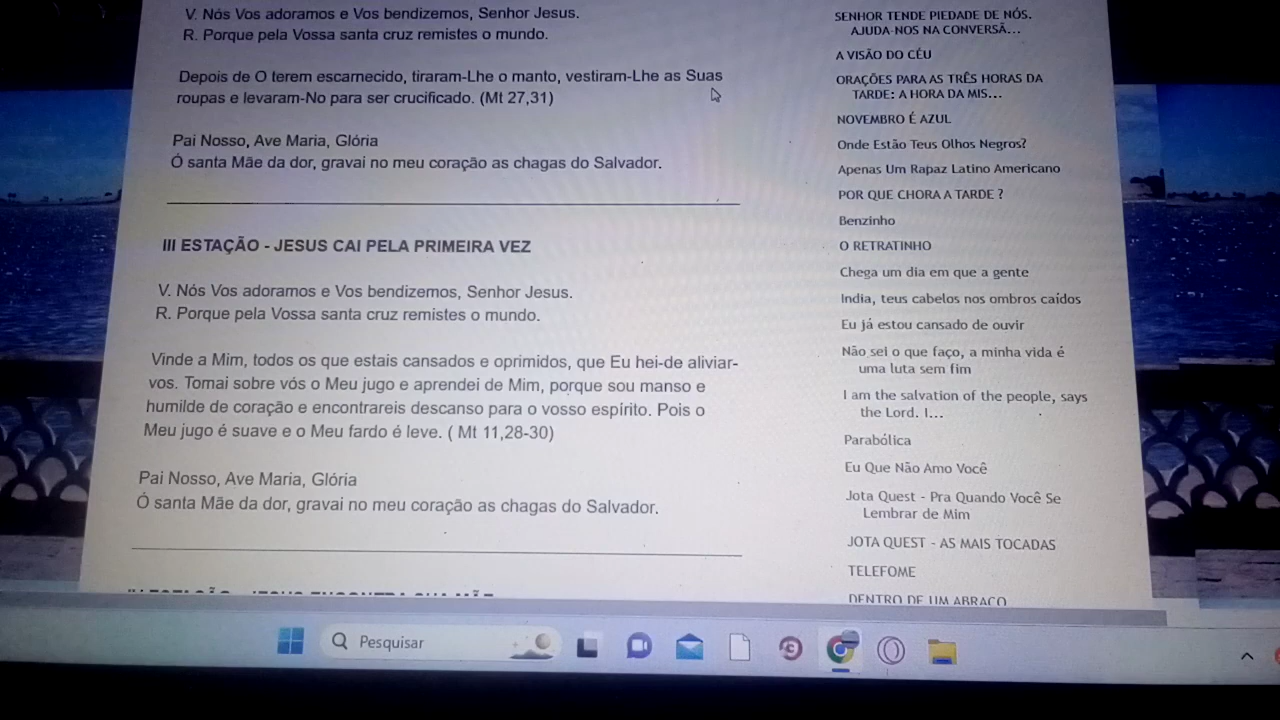 V. Nós Vos adoramos e Vos bendizemos, Senhor Jesus.
R. Porque pela Vossa santa cruz remistes o mundo.
Depois de O terem escarnecido, tiraram-Lhe o manto, vestiram-Lhe as Suas
roupas e levaram-No para ser crucificado. (Mt 27,31)
Pai Nosso, Ave Maria, Glória
Ó santa Mãe da dor, gravai no meu coração as chagas do Salvador.
III ESTAÇÃO - JESUS CAI PELA PRIMEIRA VEZ
V. Nós Vos adoramos e Vos bendizemos, Senhor Jesus.
R. Porque pela Vossa santa cruz remistes o mundo.
Vinde a Mim, todos os que estais cansados e oprimidos, que Eu hei-de aliviar-
vos. Tomai sobre vós o Meu jugo e aprendei de Mim, porque sou manso e
humilde de coração e encontrareis descanso para o vosso espírito. Pois o
Meu jugo é suave e o Meu fardo é leve. ( Mt 11,28-30)
Pai Nosso, Ave Maria, Glória
Ó santa Mãe da dor, gravai no meu coração as chagas do Salvador.
SENHOR TENDE PIEDADE DE NÓS.
AJUDA-NOS NA CONVERSÃ...
A VISÃO DO CÉU
ORAÇÕES PARA AS TRÊS HORAS DA
TARDE: A HORA DA MIS...
NOVEMBRO É AZUL
Onde Estão Teus Olhos Negros?
Apenas Um Rapaz Latino Americano
POR QUE CHORA A TARDE ?
Benzinho
O RETRATINHO
Chega um dia em que a gente
India, teus cabelos nos ombros caídos
Eu já estou cansado de ouvir
Não sei o que faço, a minha vida é
uma luta sem fim
I am the salvation of the people, says
the Lord. I...
Parabólica
Eu Que Não Amo Você
Jota Quest - Pra Quando Você Se
Lembrar de Mim
JOTA QUEST - AS MAIS TOCADAS
TELEFOME
DENTRO DE UM ABRAÇO
Pesquisar